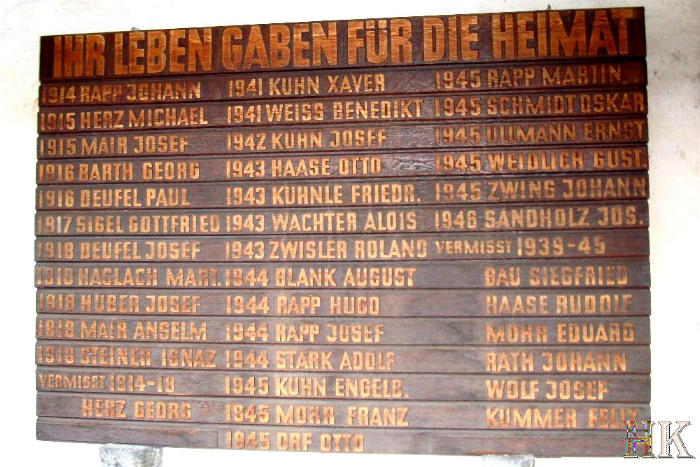 IHR LEBEN GABEN FÜR DIE HEIMAT
1914 RAPP JOHANN
1915 HERZ MICHAEL
1915 MAIR JOSEF
1916 BARTH GEORG
1916 DEUFEL PAUL
1917 SIGEL GOTTFRIED
1918 DEUFEL JOSEF
1918 HAGLACH MART.
1918 HUBER JOSEF
1918 MAER ANSELM
1918 STEINER IGNAZ
VERMISST 1914-18
HERZ GEORG
1941 KUHN XAVER
1941 WEISS BENEDIKT
1942 KUHN JOSEF
1943 HAASE OTTO
1943 KÜHNLE FRIEDR.
1943 WACHTER ALOIS
1943 ZWISLER ROLAND
1944 BLANK AUGUST
1944 RAPP HUGO
1944 RAPP JOSEF
1944 STARK ADOLF
1945 KUHN ENGELB.
1945 MOHR FRANZ
1945 ORF OTTO
1945 RAPP MARTIN
1945 SCHMIDT OSKAR
1945 ULLMANN ERNST
1945 WEIDLICH GUST.
1945 ZWING JOHANN
1946 SANDHOLZ JOS.
VERMISST 1939-45
GAU SIEGFRIED
HAASE RUDOLF
MOHR EDUARD
RÄTH JOHANN
WOLF JOSEF
KUMMER FELIX
HK